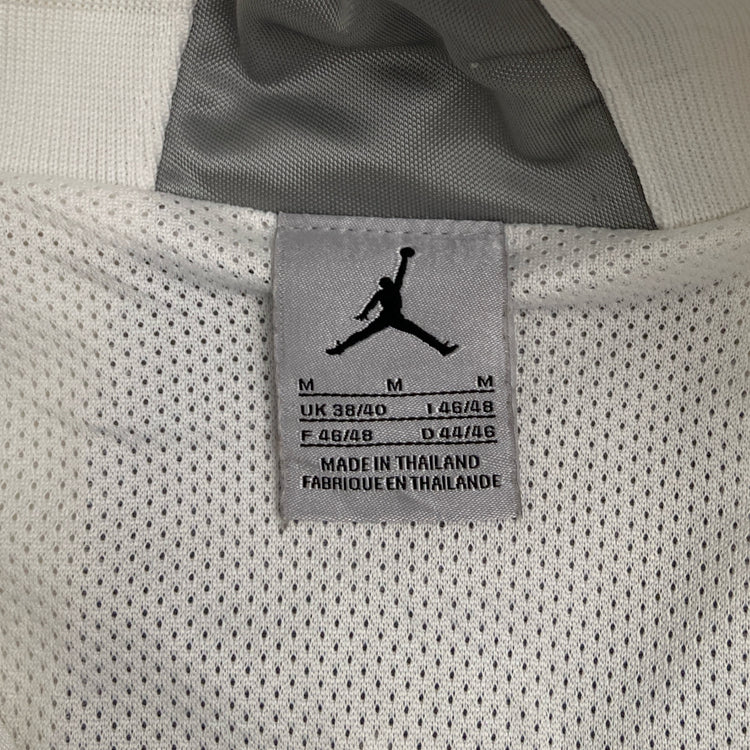 M M M
UK 38/40 I 46/48
F 46/48 D 44/46
MADE IN THAILAND
FABRIQUE EN THAILANDE